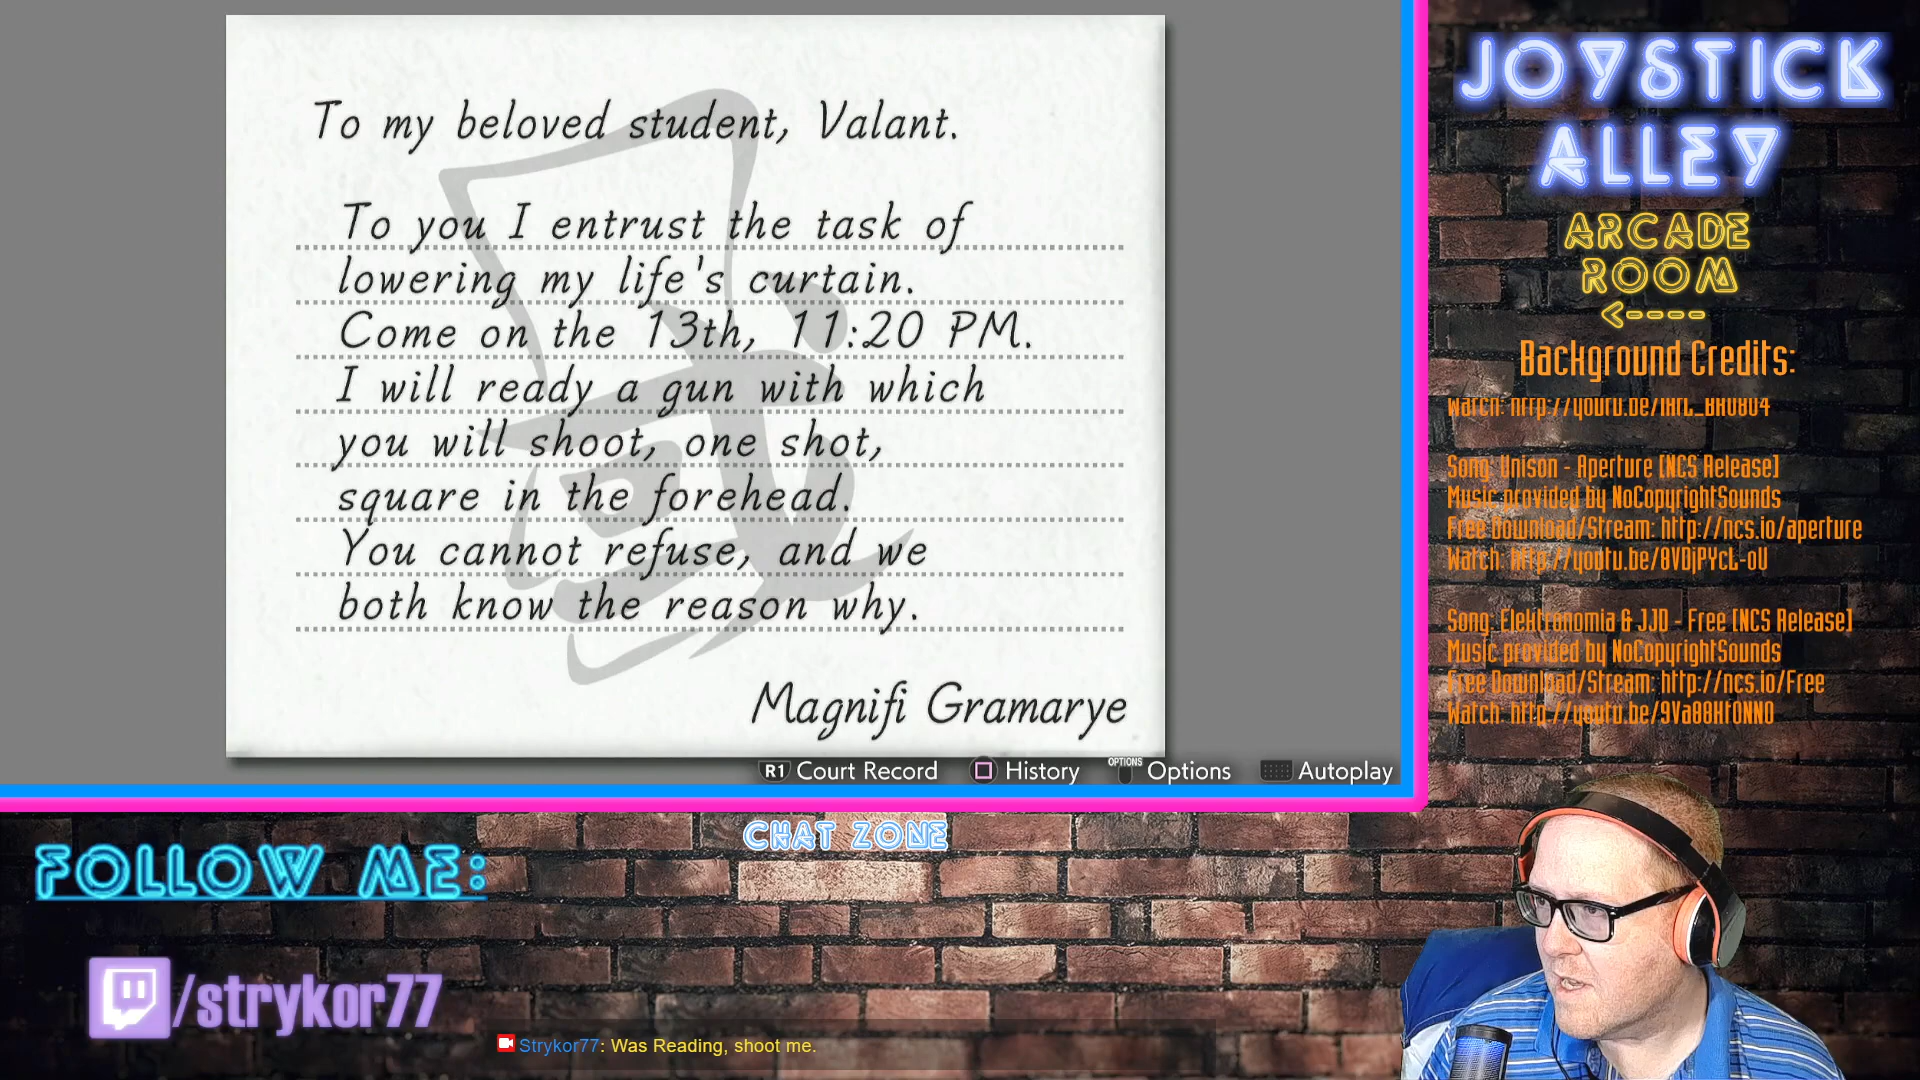 To my beloved student, Valant.
To you I entrust the task of
lowering my life's curtain.
Come on the 13th, 11:20 PM.
I will ready a gun with which
you will shoot, one shot,
square in the forehead.
You cannot refuse, and we
both know the reason why.
Magnifi Gramarye
R1 Court Record
History
OPTIONS Options
Autoplay
JOYSTICK
ALLEY
ARCADE
ROOM
<----
Background Credits:
Song: Unison - Aperture [NCS Release]
Music provided by NoCopyrightSounds
Free Download/Stream: http://ncs.io/aperture
Watch: http://youtu.be/8VDjPYcL-oU
Song: Elektronomia & JJD - Free [NCS Release]
Music provided by NoCopyrightSounds
Free Download/Stream: http://ncs.io/Free
Watch:
CHAT ZONE
FOLLOW ME:
/strykor77
Strykor77: Was Reading, shoot me.